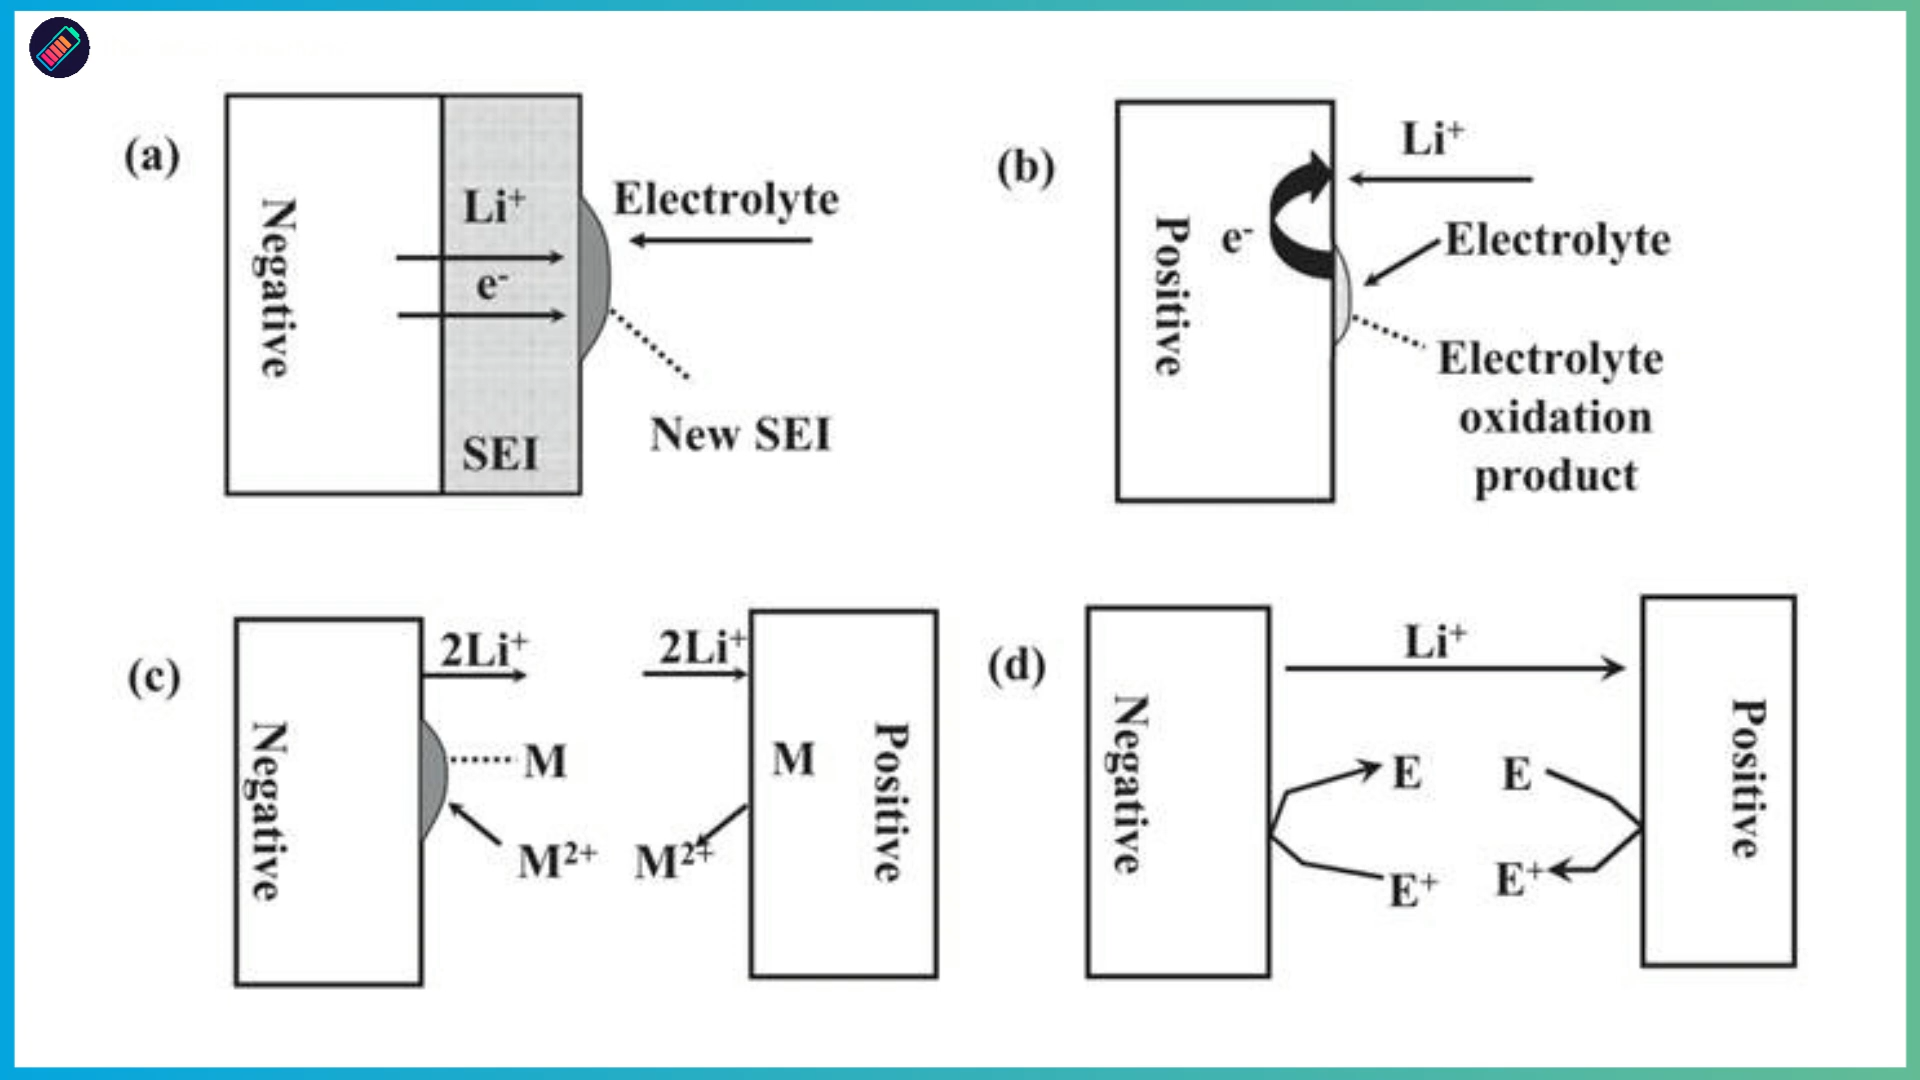 (a)
Negative
Li⁺
e⁻
SEI
Electrolyte
New SEI
(b)
Positive
e⁻
Li⁺
Electrolyte
Electrolyte
oxidation
product
(c)
Negative
2Li⁺
M
M²⁺
2Li⁺
M
M²⁺
Positive
(d)
Negative
Li⁺
E
E
E⁺
E⁺
Positive